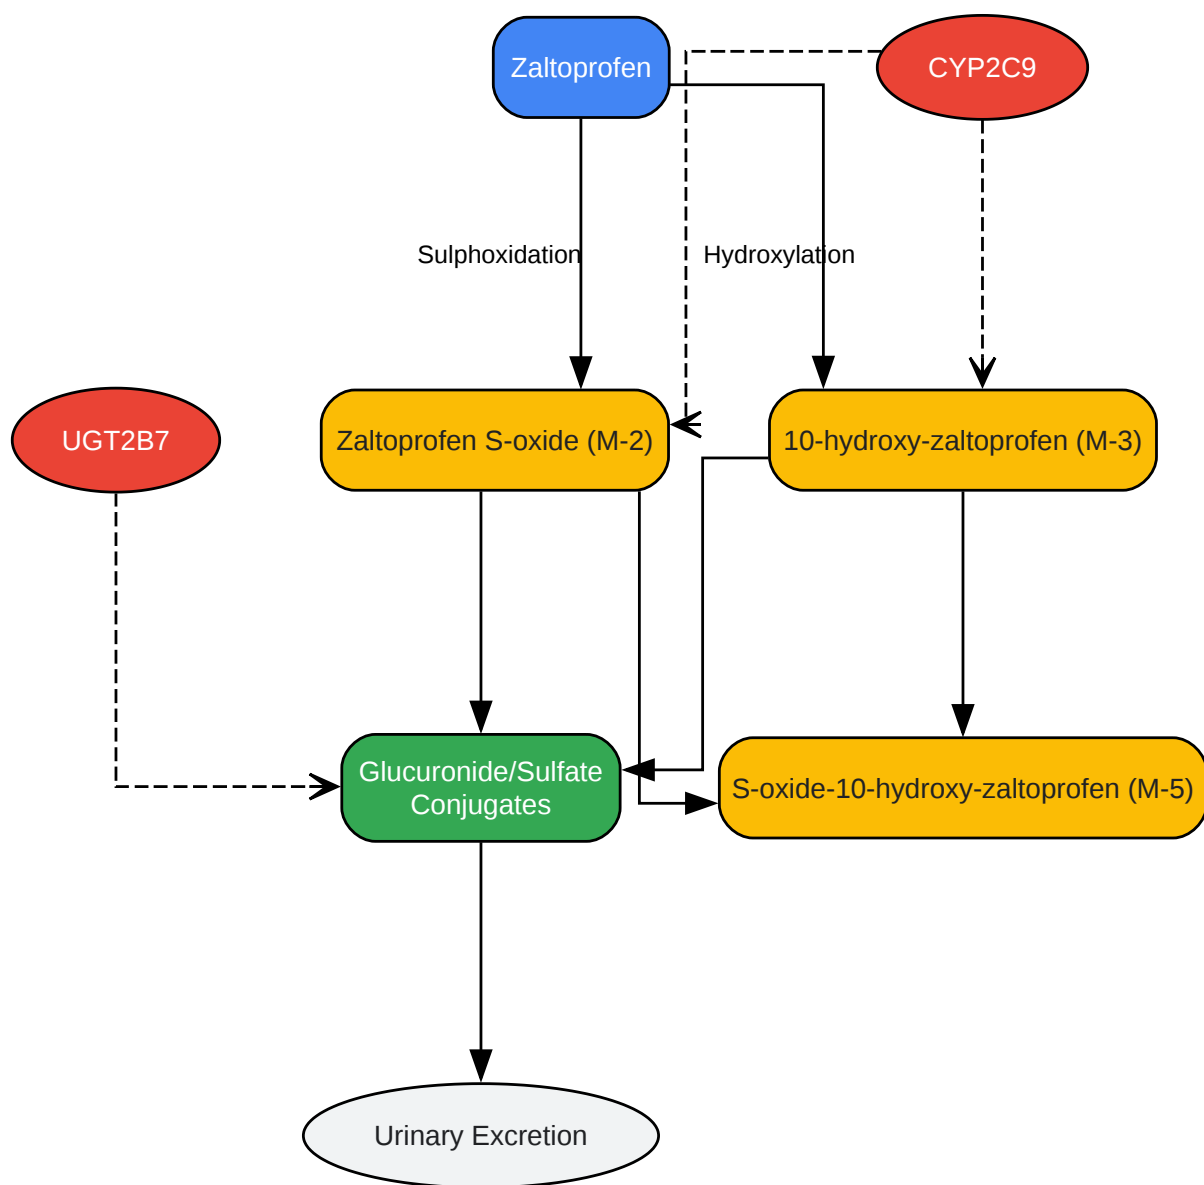 Zaltoprofen
CYP2C9
Sulphoxidation
Hydroxylation
UGT2B7
Zaltoprofen S-oxide (M-2)
10-hydroxy-zaltoprofen (M-3)
Glucuronide/Sulfate
Conjugates
S-oxide-10-hydroxy-zaltoprofen (M-5)
Urinary Excretion